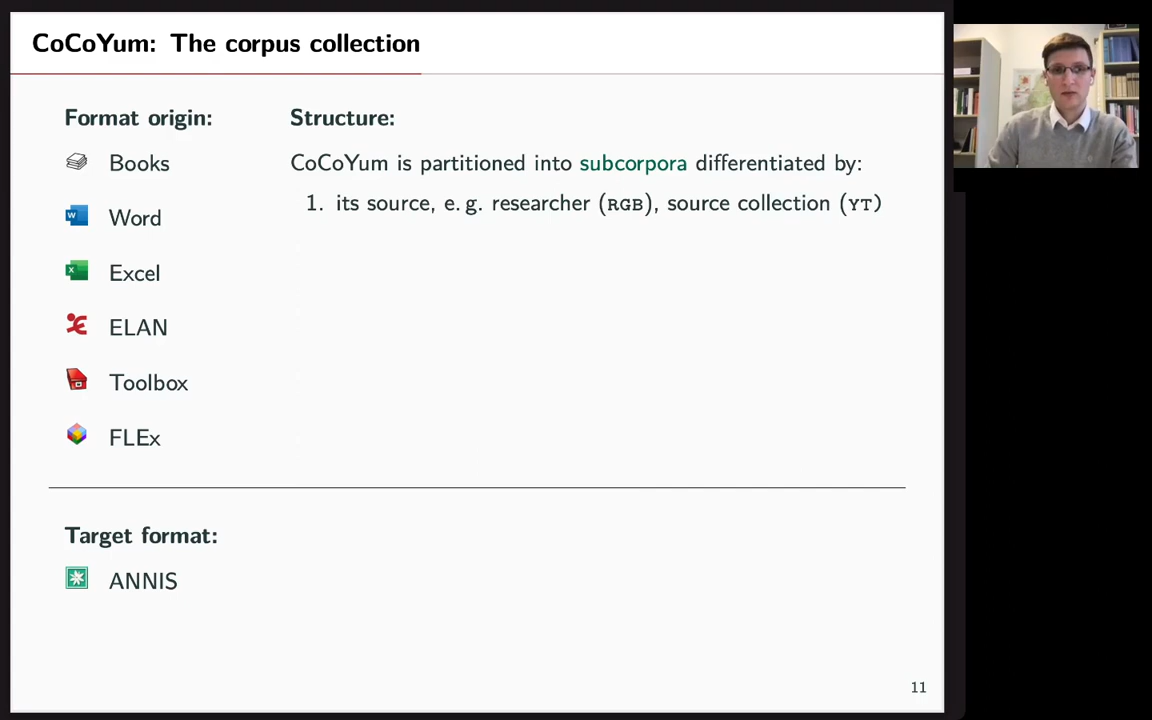 CoCoYum: The corpus collection
Format origin:
Books
Word
Excel
ELAN
Toolbox
FLEx
Structure:
CoCoYum is partitioned into subcorpora differentiated by:
1. its source, e. g. researcher (RGB), source collection (YT)
Target format:
ANNIS
11